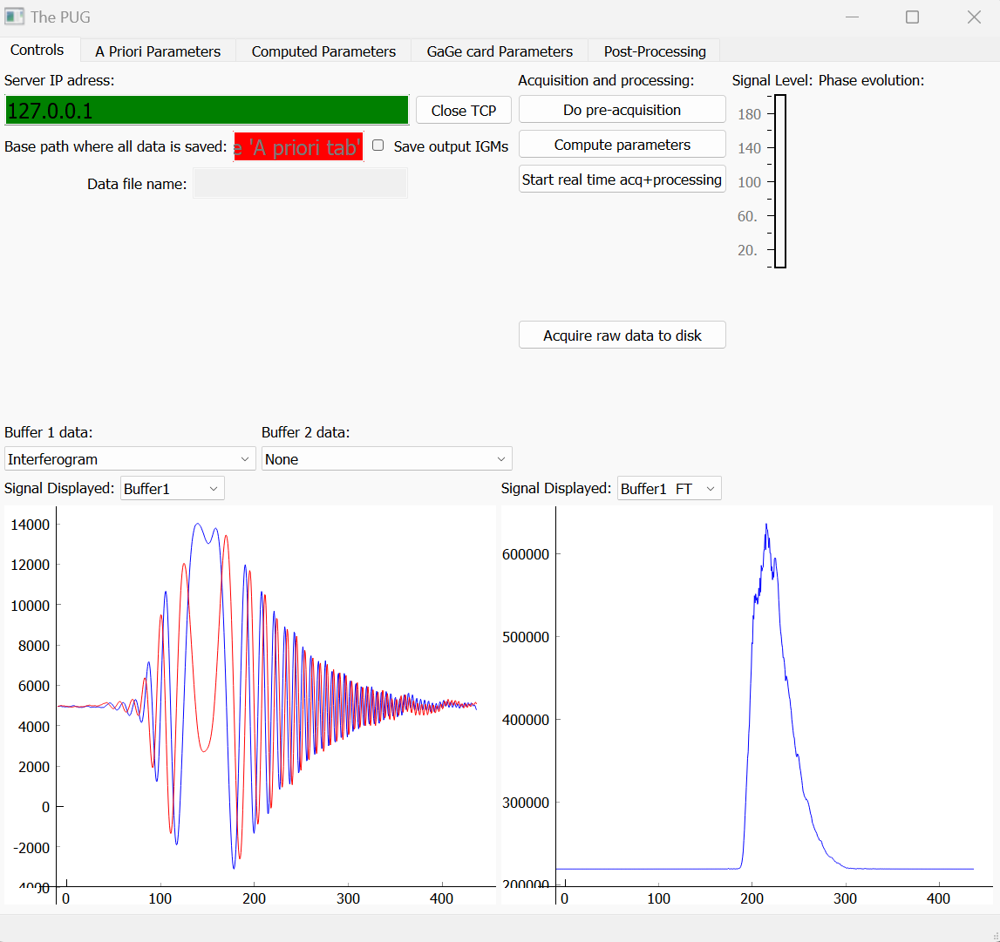 The PUG
Controls A Priori Parameters Computed Parameters GaGe card Parameters Post-Processing
Server IP adress: Acquisition and processing: Signal Level: Phase evolution:
127.0.0.1 Close TCP Do pre-acquisition 180
Base path where all data is saved: e 'A priori tab' Save output IGMs Compute parameters 140
Data file name: Start real time acq+processing 100
60.
20.
Acquire raw data to disk
Buffer 1 data: Buffer 2 data:
Interferogram None
Signal Displayed: Buffer1 Signal Displayed: Buffer1 FT
14000
12000
10000
8000
6000
4000
2000
0
-2000
-4000
0 100 200 300 400
600000
500000
400000
300000
200000
0 100 200 300 400